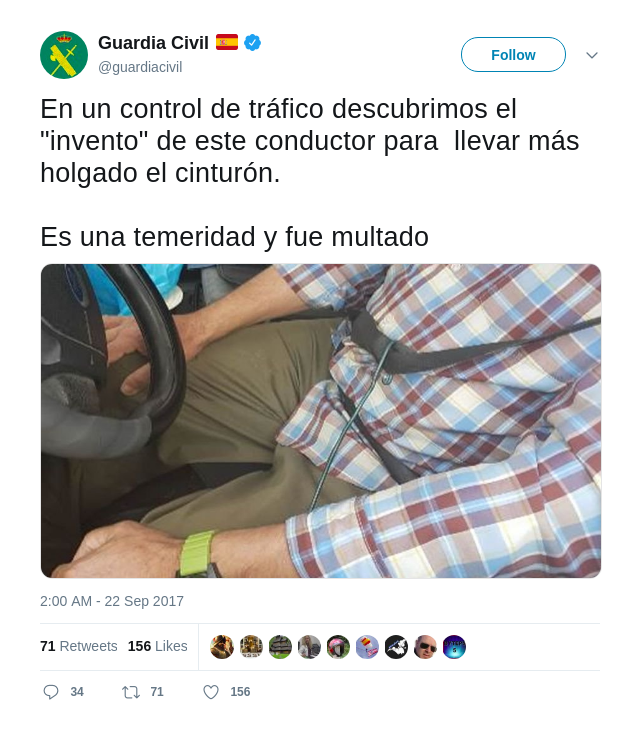 Guardia Civil
Follow
@guardiacivil
En un control de tráfico descubrimos el
"invento" de este conductor para  llevar más
holgado el cinturón.
Es una temeridad y fue multado
2:00 AM - 22 Sep 2017
71 Retweets 156 Likes
34 71 156